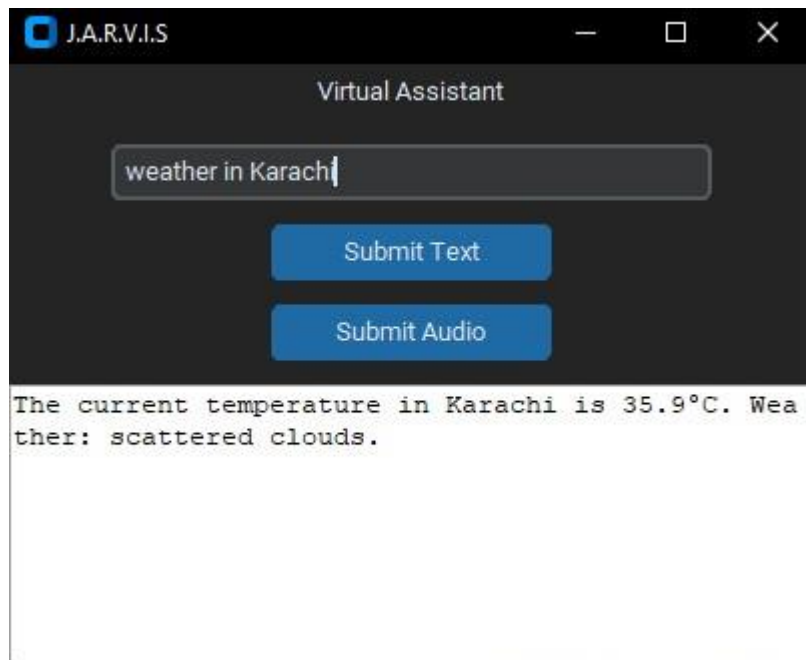 J.A.R.V.I.S
Virtual Assistant
weather in Karachi
Submit Text
Submit Audio
The current temperature in Karachi is 35.9°C. Wea
ther: scattered clouds.